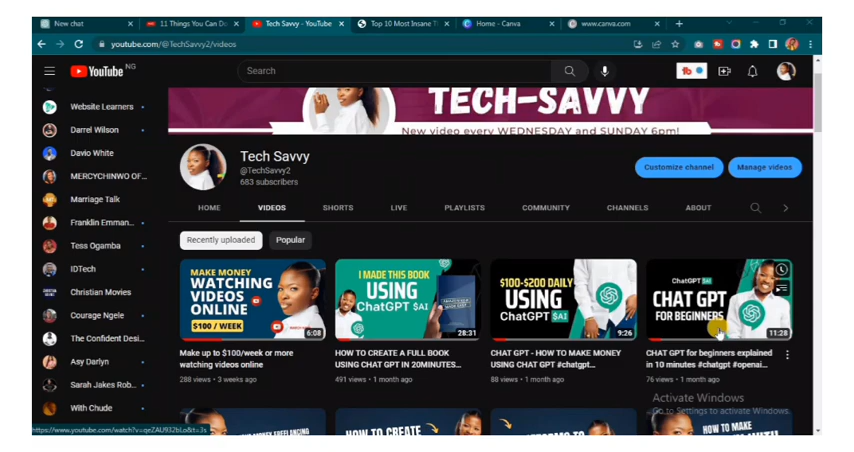 New chat
11 Things You Can Do
Tech Savvy - YouTube
Top 10 Most Insane
Home - Canva
www.canva.com
youtube.com/@TechSavvy2/videos
YouTube NG
Search
TECH-SAVVY
New video every WEDNESDAY and SUNDAY 6pm!
Website Learners
Darrel Wilson
Davio White
MERCYCHINWO OF...
Marriage Talk
Franklin Emman...
Tess Ogamba
IDTech
Christian Movies
Courage Ngele
The Confident Desi...
Asy Darlyn
Sarah Jakes Rob...
With Chude
Tech Savvy
@TechSavvy2
683 subscribers
Customize channel
Manage videos
HOME VIDEOS SHORTS LIVE PLAYLISTS COMMUNITY CHANNELS ABOUT
Recently uploaded
Popular
MAKE MONEY
WATCHING
VIDEOS
ONLINE
$100 / WEEK
6:08
Make up to $100/week or more
watching videos online
288 views • 3 weeks ago
I MADE THIS BOOK
USING
ChatGPT $AI
28:31
HOW TO CREATE A FULL BOOK
USING CHAT GPT IN 20MINUTES...
491 views • 1 month ago
$100-$200 DAILY
USING
ChatGPT $AI
9:26
CHAT GPT - HOW TO MAKE MONEY
USING CHAT GPT #chatgpt...
88 views • 1 month ago
ChatGPT $AI
CHAT GPT
FOR BEGINNERS
11:28
CHAT GPT for beginners explained
in 10 minutes #chatgpt #openai...
76 views • 1 month ago
Activate Windows
Go to Settings to activate Windows.
HOW TO CREATE
HOW TO MAKE